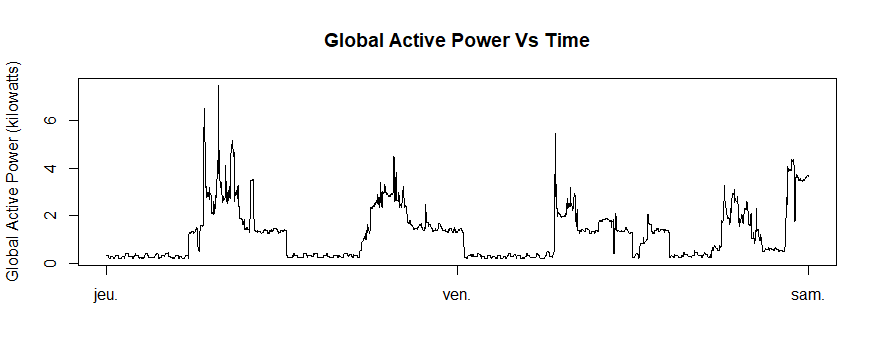 Global Active Power Vs Time
Global Active Power (kilowatts)
6
4
2
0
jeu.
ven.
sam.